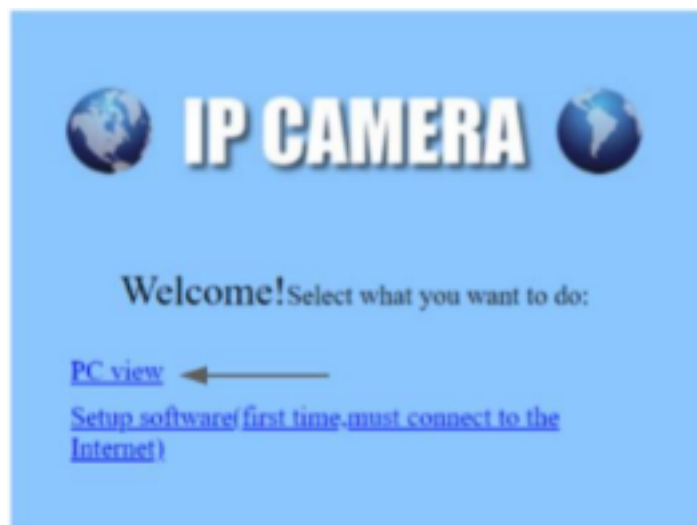 IP CAMERA
Welcome!Select what you want to do:
PC view
Setup software(first time,must connect to the
Internet)